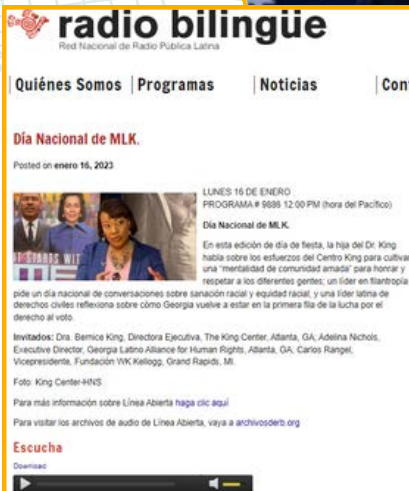 radio bilingüe
Red Nacional de Radio Pública Latina
Quiénes Somos | Programas | Noticias | Con
Día Nacional de MLK.
Posted on enero 16, 2023
LUNES 16 DE ENERO
PROGRAMA # 9886 12:00 PM (hora del Pacífico)
Día Nacional de MLK.
En esta edición de día de fiesta, la hija del Dr. King
habla sobre los esfuerzos del Centro King para cultivar
una "mentalidad de comunidad amada" para honrar y
respetar a los diferentes gentes; un líder en filantropía
pide un día nacional de conversaciones sobre sanación racial y equidad racial; y una líder latina de
derechos civiles reflexiona sobre cómo Georgia vuelve a estar en la primera fila de la lucha por el
derecho al voto.
Invitados: Dra. Bernice King, Directora Ejecutiva, The King Center, Atlanta, GA; Adelina Nichols,
Executive Director, Georgia Latino Alliance for Human Rights, Atlanta, GA; Carlos Rangel,
Vicepresidente, Fundación WK Kellogg, Grand Rapids, MI.
Foto: King Center-HNS
Para más información sobre Línea Abierta haga clic aquí
Para visitar los archivos de audio de Línea Abierta, vaya a archivosderb.org
Escucha
Download